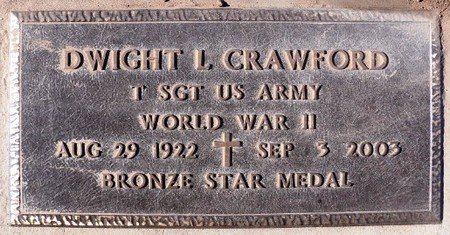 DWIGHT L CRAWFORD
T SGT US ARMY
WORLD WAR II
AUG 29 1922 SEP 3 2003
BRONZE STAR MEDAL